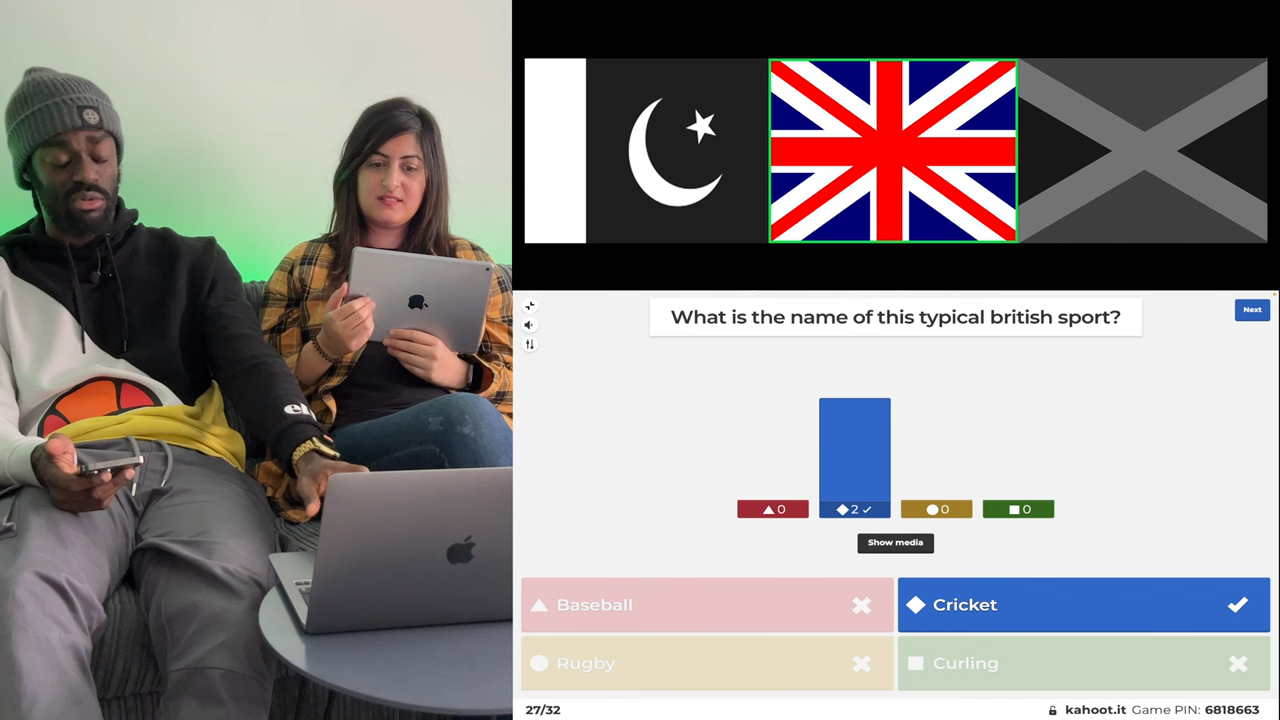 What is the name of this typical british sport?
Next
0
2
0
0
Show media
Baseball
Cricket
Rugby
Curling
27/32
kahoot.it Game PIN: 6818663